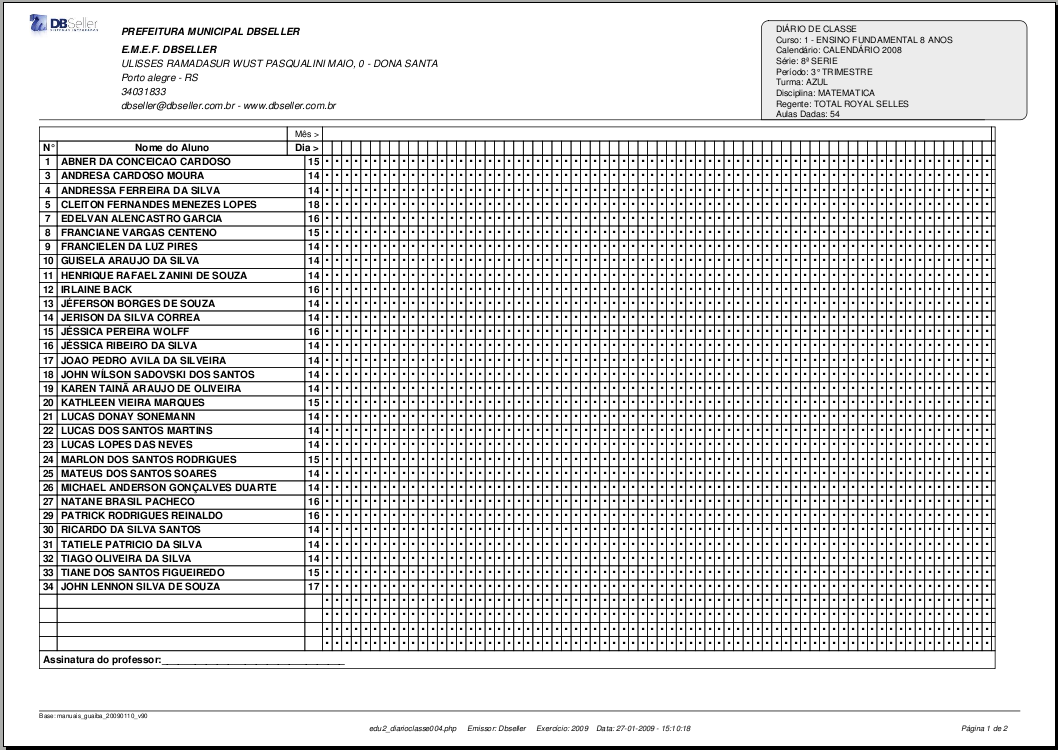 DBSeller
SISTEMAS INTEGRADOS
PREFEITURA MUNICIPAL DBSELLER
E.M.E.F. DBSELLER
ULISSES RAMADASUR WUST PASQUALINI MAIO, 0 - DONA SANTA
Porto alegre - RS
34031833
dbseller@dbseller.com.br - www.dbseller.com.br
DIÁRIO DE CLASSE
Curso: 1 - ENSINO FUNDAMENTAL 8 ANOS
Calendário: CALENDÁRIO 2008
Série: 8ª SERIE
Período: 3° TRIMESTRE
Turma: AZUL
Disciplina: MATEMATICA
Regente: TOTAL ROYAL SELLES
Aulas Dadas: 54
Mês >
N° Nome do Aluno Dia >
1 ABNER DA CONCEICAO CARDOSO 15
3 ANDRESA CARDOSO MOURA 14
4 ANDRESSA FERREIRA DA SILVA 14
5 CLEITON FERNANDES MENEZES LOPES 18
7 EDELVAN ALENCASTRO GARCIA 16
8 FRANCIANE VARGAS CENTENO 15
9 FRANCIELEN DA LUZ PIRES 14
10 GUISELA ARAUJO DA SILVA 14
11 HENRIQUE RAFAEL ZANINI DE SOUZA 14
12 IRLAINE BACK 16
13 JÉFERSON BORGES DE SOUZA 14
14 JERISON DA SILVA CORREA 14
15 JÉSSICA PEREIRA WOLFF 16
16 JÉSSICA RIBEIRO DA SILVA 14
17 JOAO PEDRO AVILA DA SILVEIRA 14
18 JOHN WÍLSON SADOVSKI DOS SANTOS 14
19 KAREN TAINÃ ARAUJO DE OLIVEIRA 14
20 KATHLEEN VIEIRA MARQUES 15
21 LUCAS DONAY SONEMANN 14
22 LUCAS DOS SANTOS MARTINS 14
23 LUCAS LOPES DAS NEVES 14
24 MARLON DOS SANTOS RODRIGUES 15
25 MATEUS DOS SANTOS SOARES 14
26 MICHAEL ANDERSON GONÇALVES DUARTE 14
27 NATANE BRASIL PACHECO 16
29 PATRICK RODRIGUES REINALDO 16
30 RICARDO DA SILVA SANTOS 14
31 TATIELE PATRICIO DA SILVA 14
32 TIAGO OLIVEIRA DA SILVA 14
33 TIANE DOS SANTOS FIGUEIREDO 15
34 JOHN LENNON SILVA DE SOUZA 17
Assinatura do professor:______________________________
Base: manuais_guaiba_20090110_v90
edu2_diarioclasse004.php Emissor: Dbseller Exercício: 2009 Data: 27-01-2009 - 15:10:18 Página 1 de 2